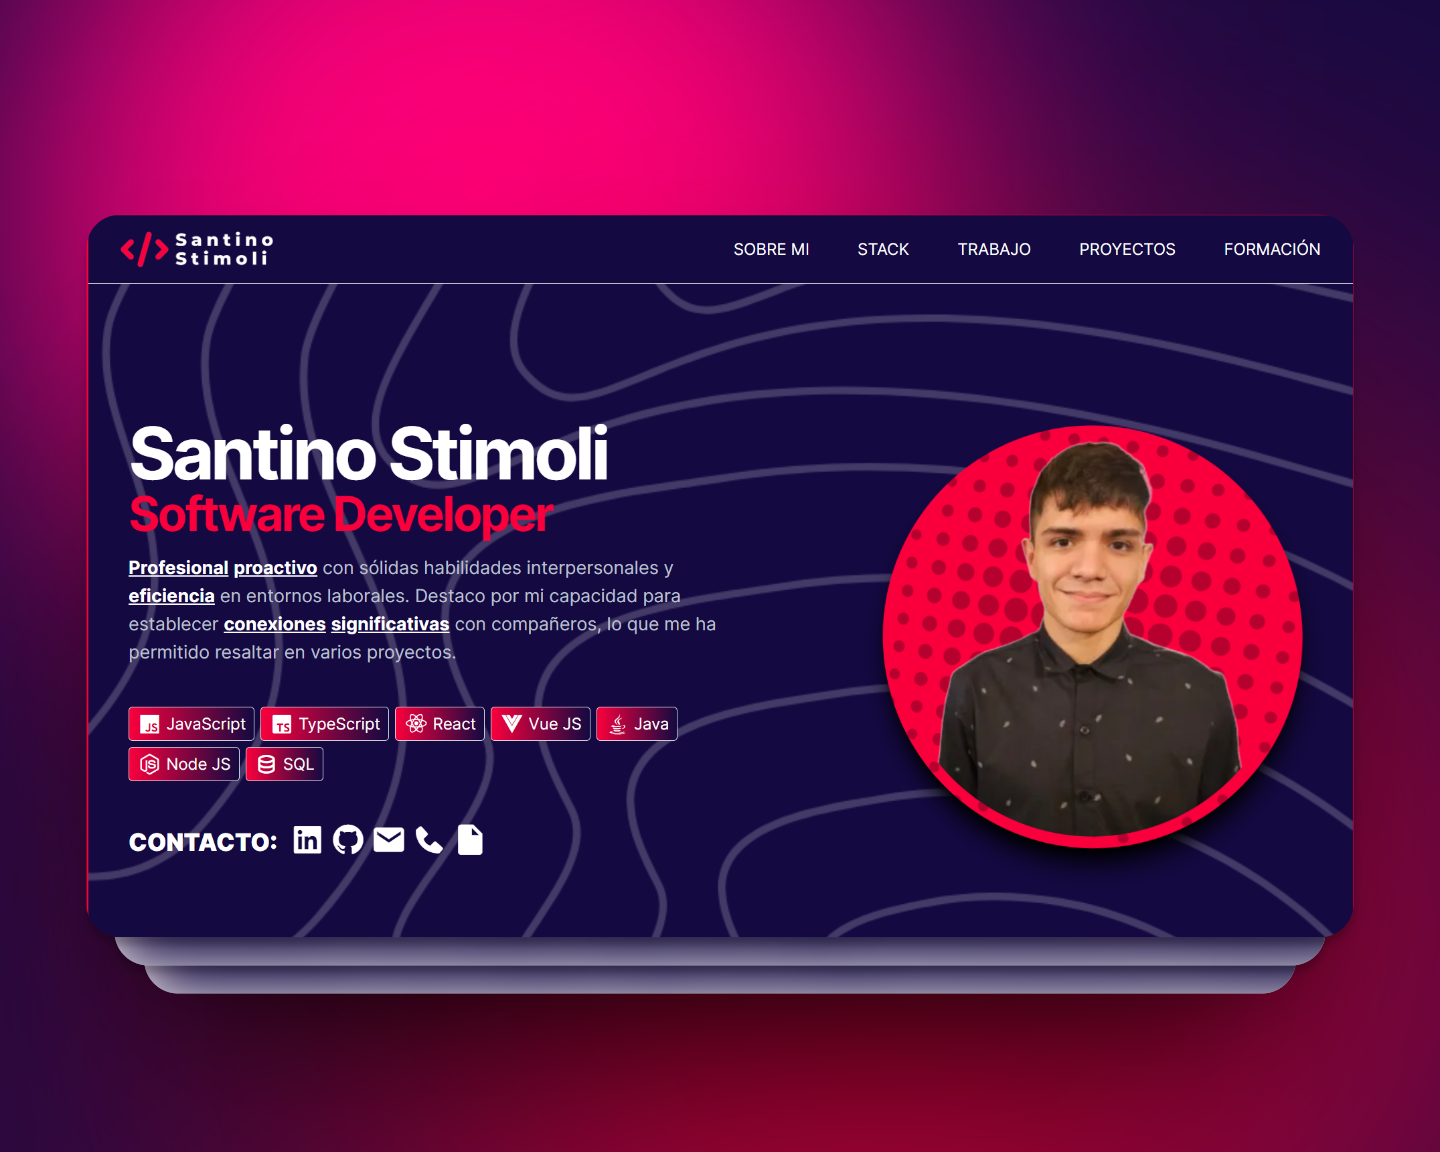 Santino
Stimoli
SOBRE MI STACK TRABAJO PROYECTOS FORMACIÓN
Santino Stimoli
Software Developer
Profesional proactivo con sólidas habilidades interpersonales y
eficiencia en entornos laborales. Destaco por mi capacidad para
establecer conexiones significativas con compañeros, lo que me ha
permitido resaltar en varios proyectos.
JS JavaScript TS TypeScript React Vue JS Java
JS Node JS SQL
CONTACTO: in